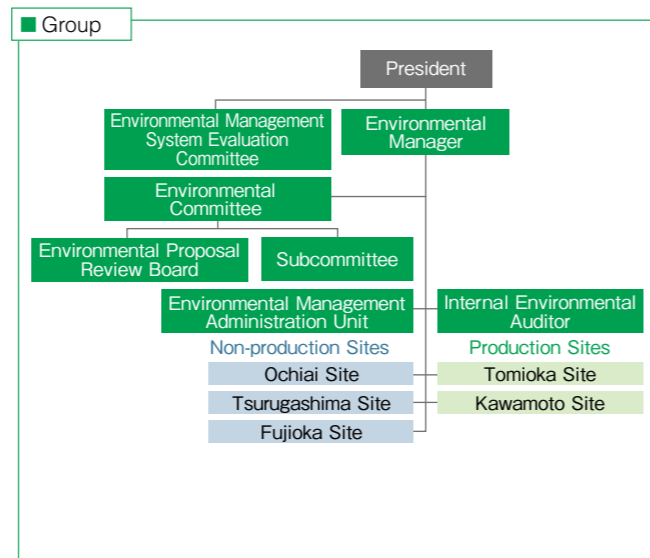 Group
President
Environmental Management
System Evaluation
Committee
Environmental
Manager
Environmental
Committee
Environmental Proposal
Review Board
Subcommittee
Environmental Management
Administration Unit
Internal Environmental
Auditor
Non-production Sites
Production Sites
Ochiai Site
Tomioka Site
Tsurugashima Site
Kawamoto Site
Fujioka Site